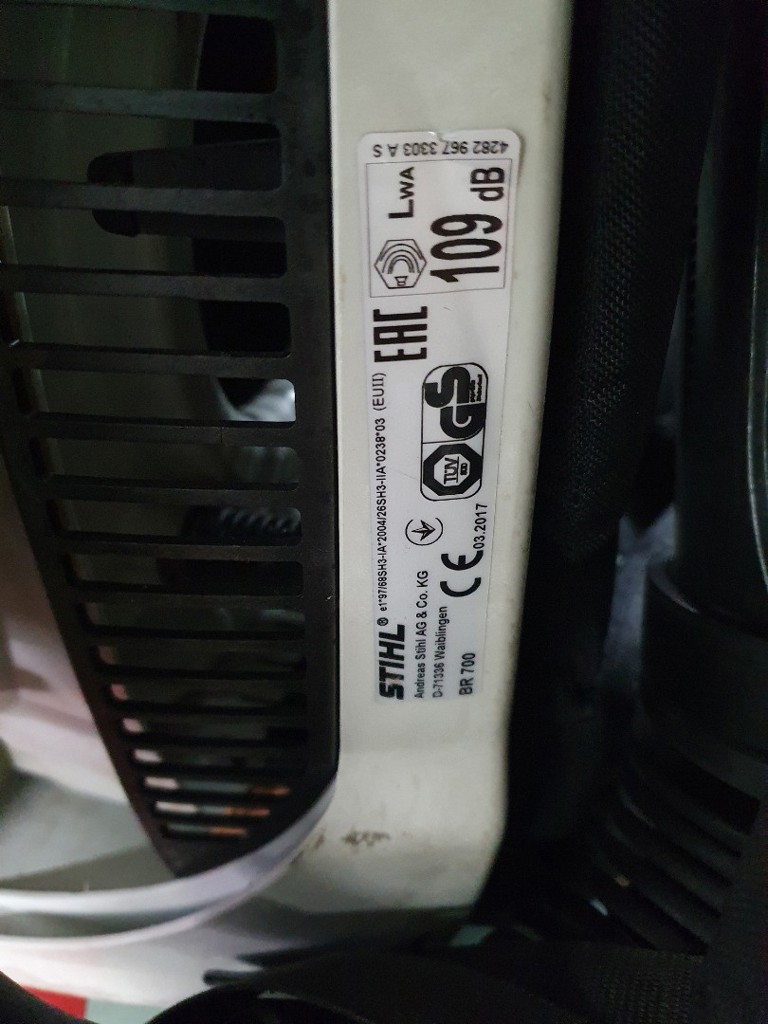 STIHL®
e1*97/68SH3-IA*2004/26SH3-IIA*0238*03 (EUII)
Andreas Stihl AG & Co. KG
D-71336 Waiblingen
BR 700
CE 03.2017
TÜV
GS
EAC
LWA
109 dB
4282 967 3303 A S